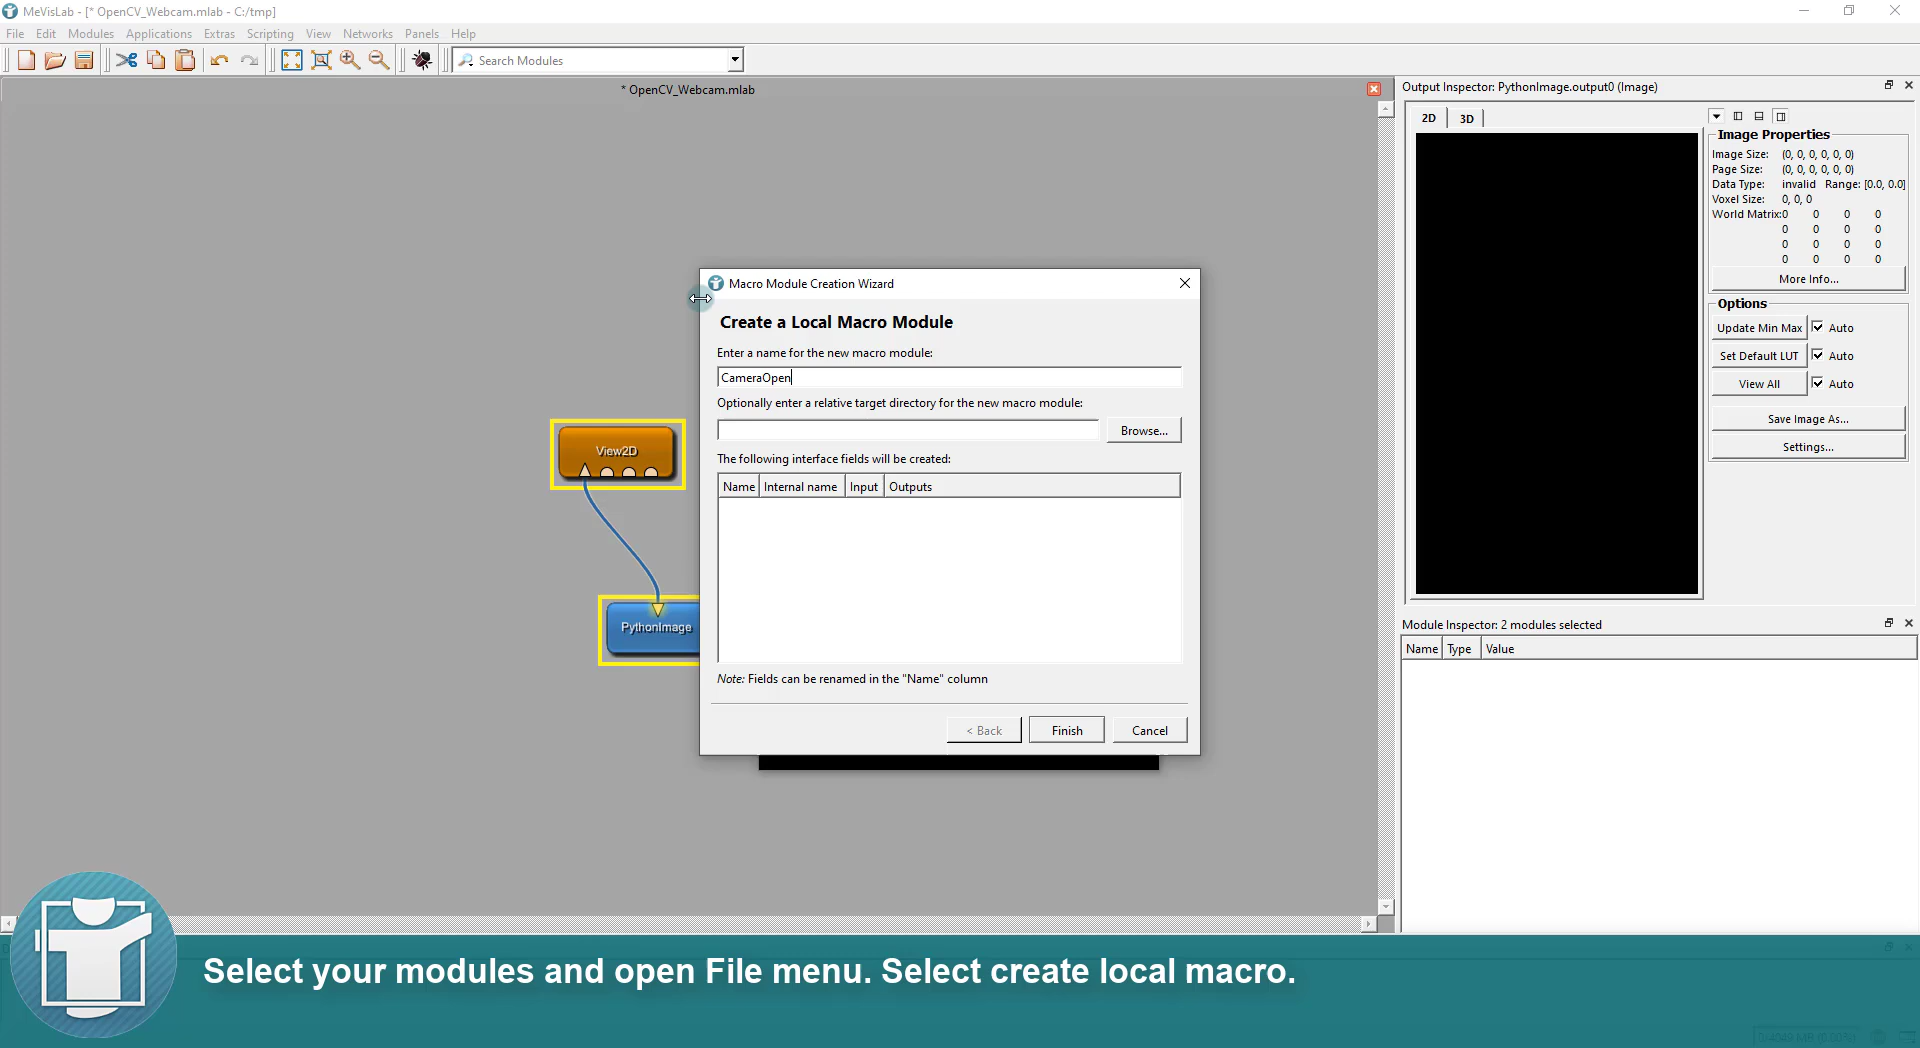 MeVisLab - [* OpenCV_Webcam.mlab - C:/tmp]
File Edit Modules Applications Extras Scripting View Networks Panels Help
Search Modules
* OpenCV_Webcam.mlab
View2D
PythonImage
Macro Module Creation Wizard
Create a Local Macro Module
Enter a name for the new macro module:
CameraOpen
Optionally enter a relative target directory for the new macro module:
Browse...
The following interface fields will be created:
Name Internal name Input Outputs
Note: Fields can be renamed in the "Name" column
< Back Finish Cancel
Output Inspector: PythonImage.output0 (Image)
2D 3D
Image Properties
Image Size: (0, 0, 0, 0, 0, 0)
Page Size: (0, 0, 0, 0, 0, 0)
Data Type: invalid Range: [0.0, 0.0]
Voxel Size: 0, 0, 0
World Matrix:0 0 0 0
0 0 0 0
0 0 0 0
0 0 0 0
More Info...
Options
Update Min Max Auto
Set Default LUT Auto
View All Auto
Save Image As...
Settings...
Module Inspector: 2 modules selected
Name Type Value
Select your modules and open File menu. Select create local macro.